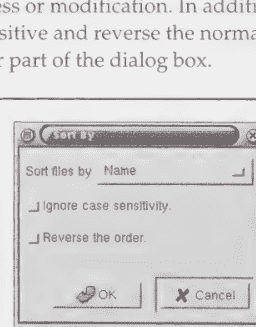 ess or modification. In additi
sitive and reverse the norma
r part of the dialog box.
Sort By
Sort files by Name
Ignore case sensitivity.
Reverse the order.
OK Cancel